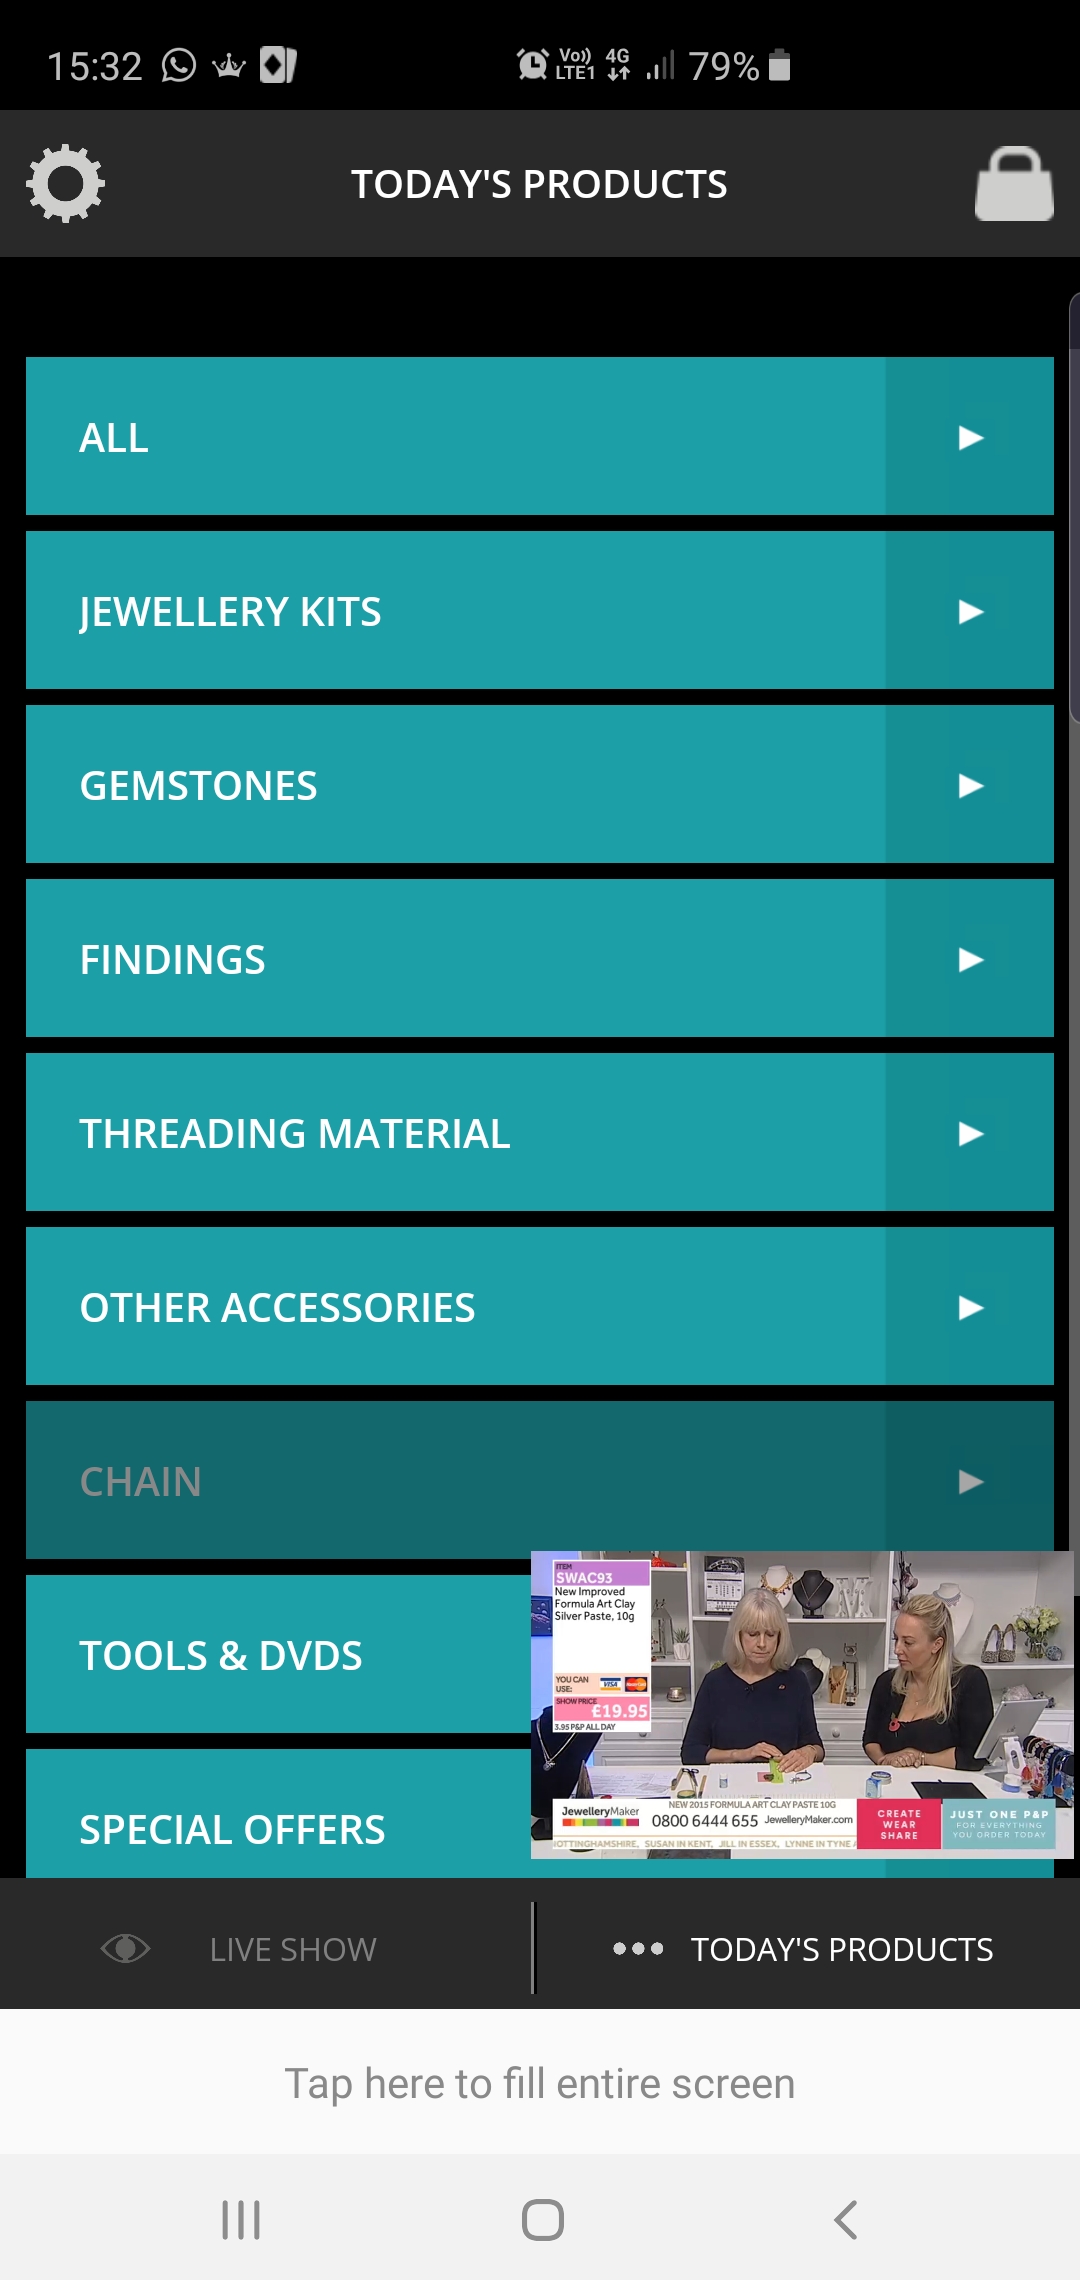 15:32
Vo)) LTE1 4G 79%
TODAY'S PRODUCTS
ALL
JEWELLERY KITS
GEMSTONES
FINDINGS
THREADING MATERIAL
OTHER ACCESSORIES
CHAIN
TOOLS & DVDS
SPECIAL OFFERS
ITEM
SWAC93
New Improved
Formula Art Clay
Silver Paste, 10g
YOU CAN
USE:
VISA
SHOW PRICE
£19.95
3.95 P&P ALL DAY
M
NEW 2015 FORMULA ART CLAY PASTE 10G
JewelleryMaker
0800 6444 655 JewelleryMaker.com
CREATE
WEAR
SHARE
JUST ONE P&P
FOR EVERYTHING
YOU ORDER TODAY
OTTINGHAMSHIRE, SUSAN IN KENT, JILL IN ESSEX, LYNNE IN TYNE
LIVE SHOW
TODAY'S PRODUCTS
Tap here to fill entire screen